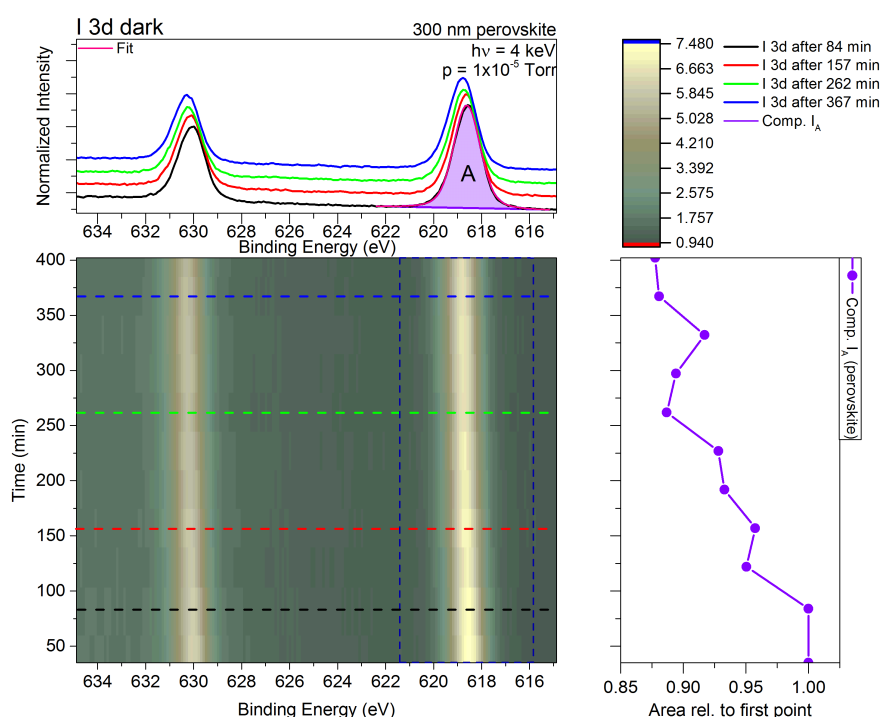 I 3d dark
300 nm perovskite
Fit
hν = 4 keV
p = 1x10⁻⁵ Torr
A
Normalized Intensity
634 632 630 628 626 624 622 620 618 616
Binding Energy (eV)
7.480
6.663
5.845
5.028
4.210
3.392
2.575
1.757
0.940
I 3d after 84 min
I 3d after 157 min
I 3d after 262 min
I 3d after 367 min
Comp. I_A
400
350
300
250
200
150
100
50
Time (min)
634 632 630 628 626 624 622 620 618 616
Binding Energy (eV)
Comp. I_A (perovskite)
0.85 0.90 0.95 1.00
Area rel. to first point